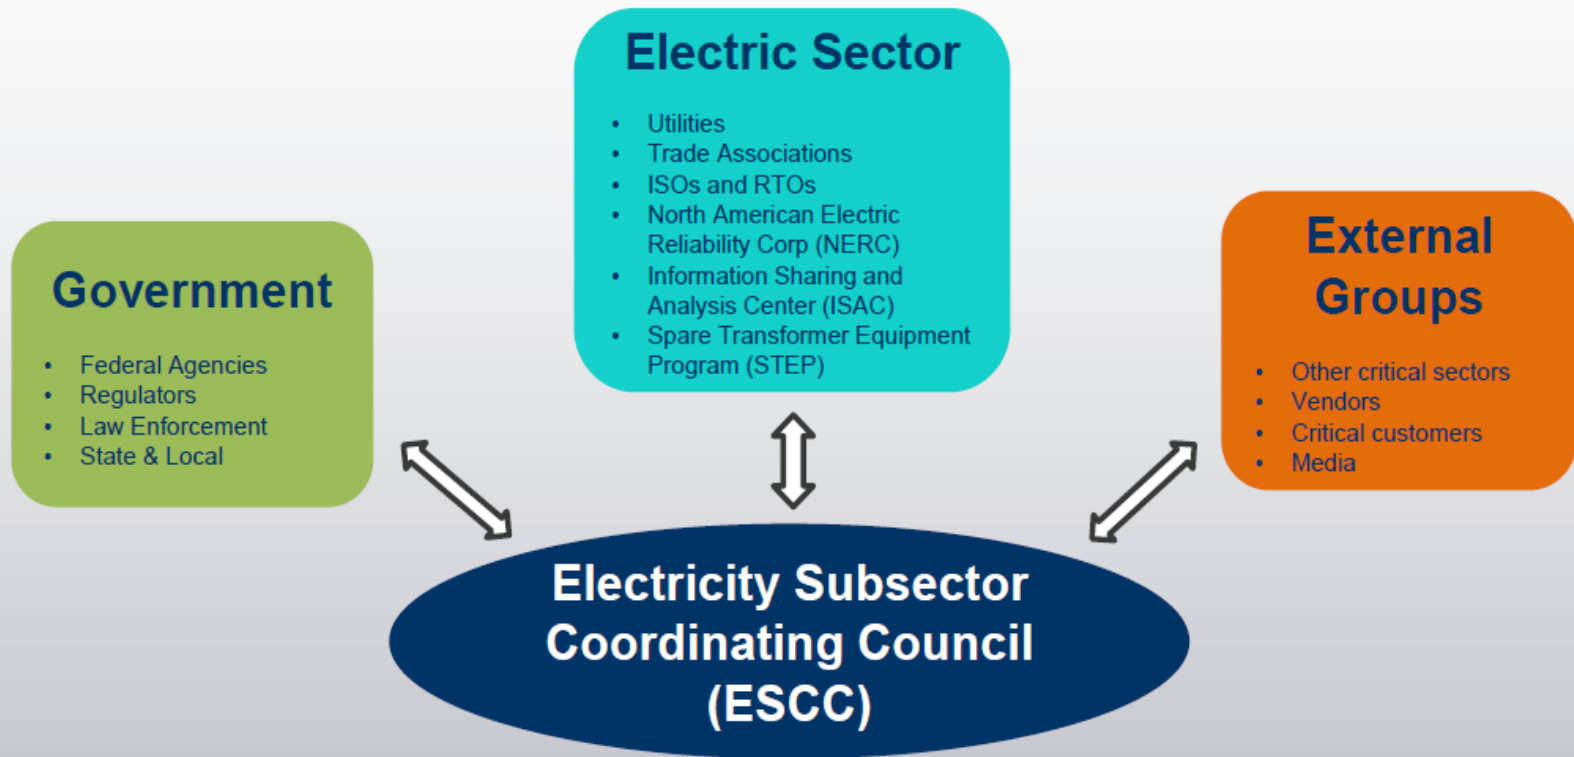 Electric Sector
• Utilities
• Trade Associations
• ISOs and RTOs
• North American Electric
Reliability Corp (NERC)
• Information Sharing and
Analysis Center (ISAC)
• Spare Transformer Equipment
Program (STEP)
Government
• Federal Agencies
• Regulators
• Law Enforcement
• State & Local
External
Groups
• Other critical sectors
• Vendors
• Critical customers
• Media
Electricity Subsector
Coordinating Council
(ESCC)